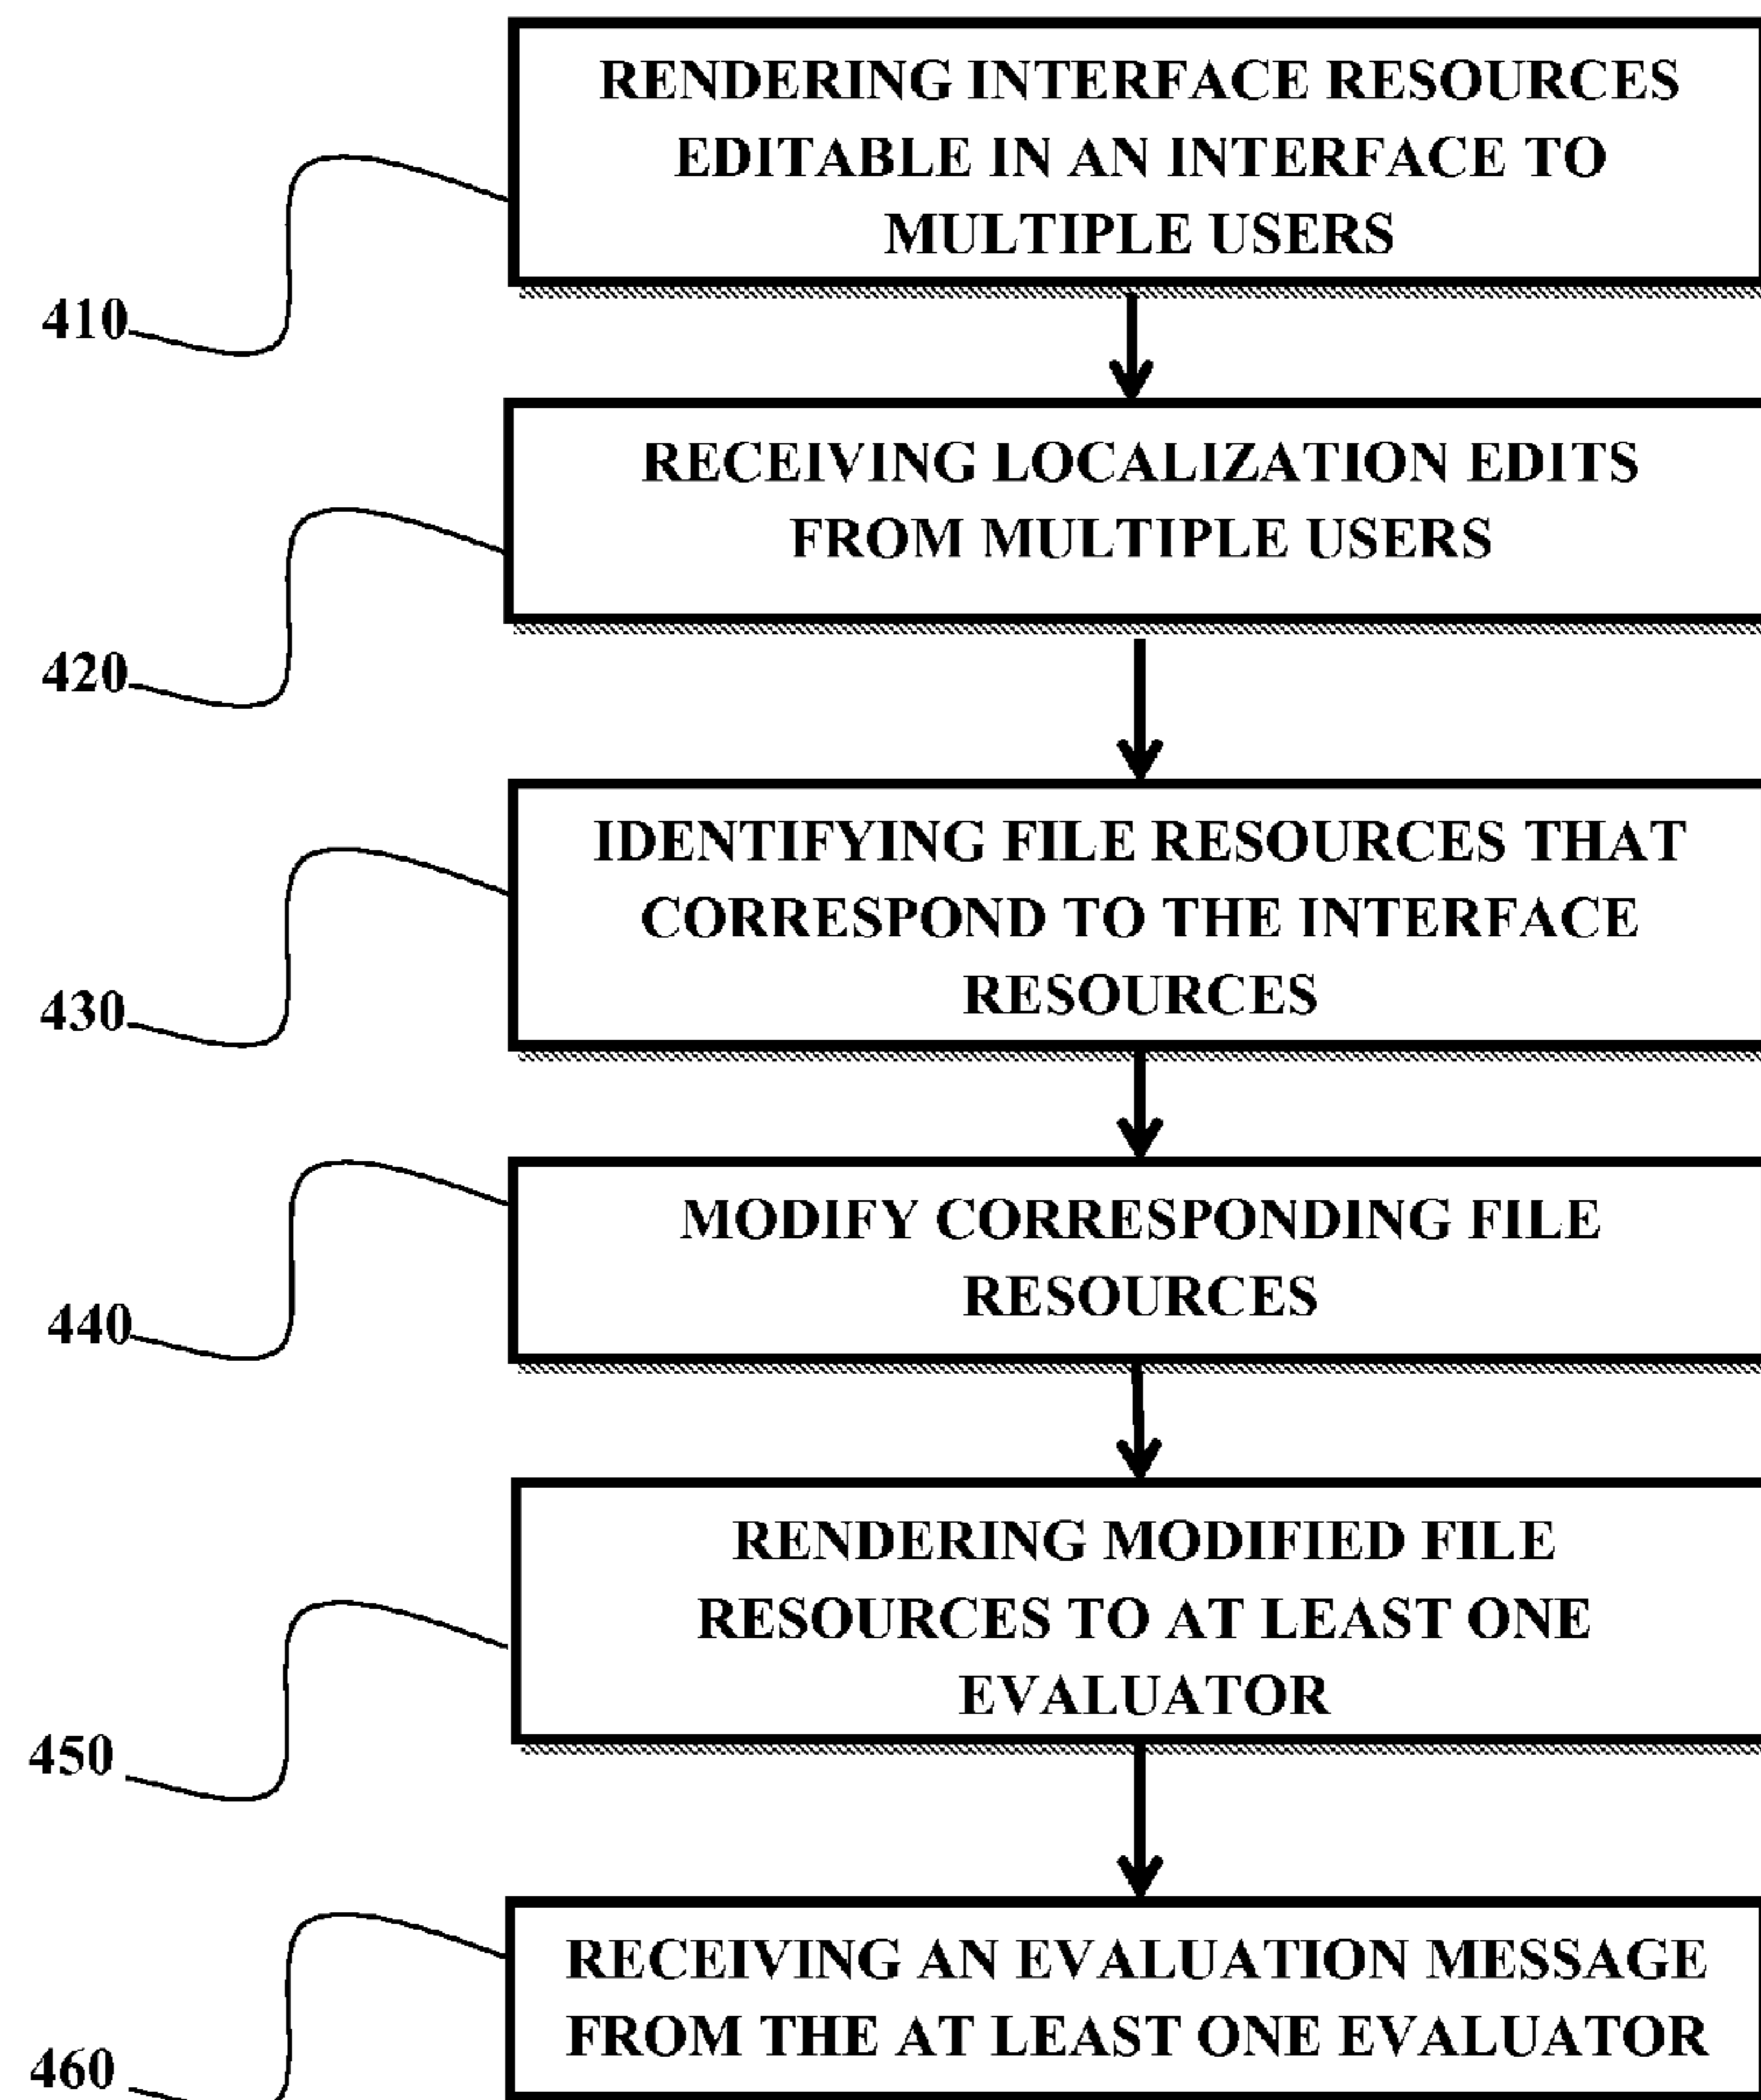 RENDERING INTERFACE RESOURCES
EDITABLE IN AN INTERFACE TO
MULTIPLE USERS
410
RECEIVING LOCALIZATION EDITS
FROM MULTIPLE USERS
420
IDENTIFYING FILE RESOURCES THAT
CORRESPOND TO THE INTERFACE
RESOURCES
430
MODIFY CORRESPONDING FILE
RESOURCES
440
RENDERING MODIFIED FILE
RESOURCES TO AT LEAST ONE
EVALUATOR
450
RECEIVING AN EVALUATION MESSAGE
FROM THE AT LEAST ONE EVALUATOR
460